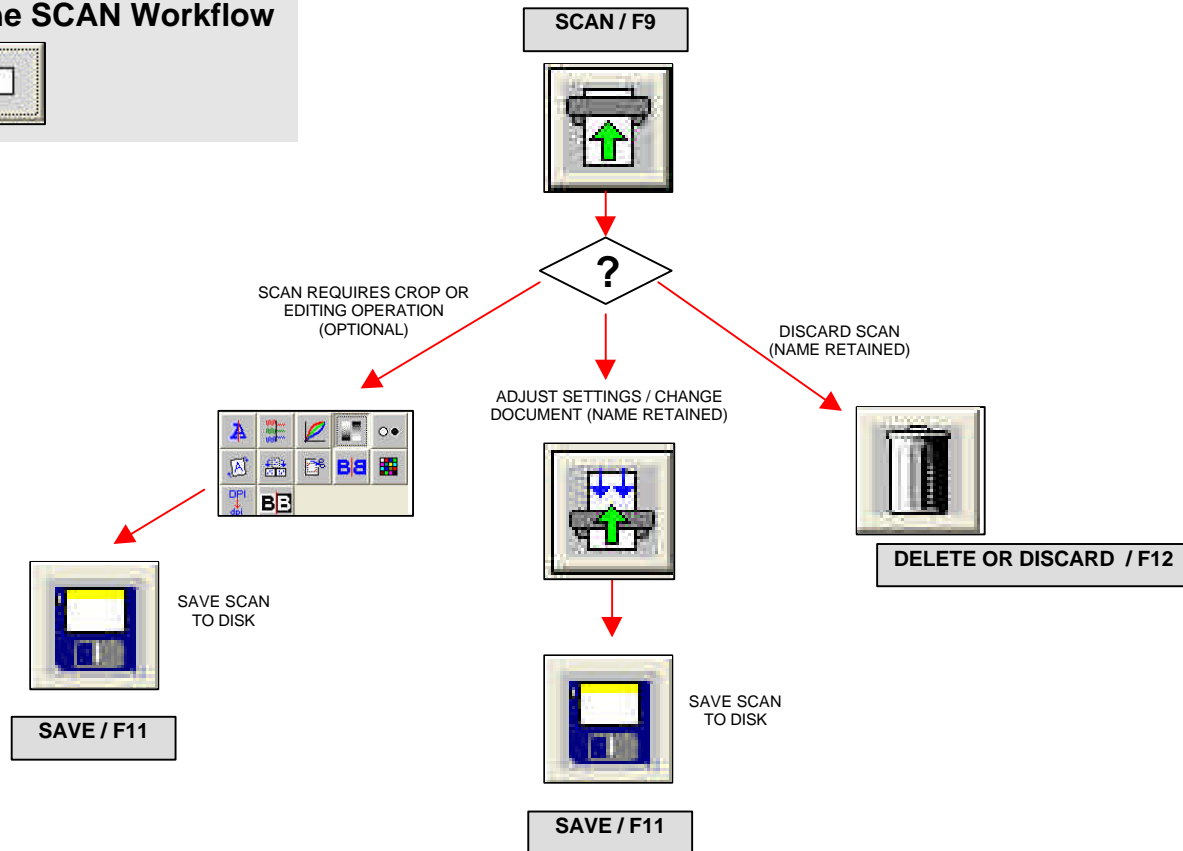 ne SCAN Workflow
SCAN / F9
?
SCAN REQUIRES CROP OR
EDITING OPERATION
(OPTIONAL)
DISCARD SCAN
(NAME RETAINED)
ADJUST SETTINGS / CHANGE
DOCUMENT (NAME RETAINED)
A
BB
DPI
dpi
BB
DELETE OR DISCARD / F12
SAVE SCAN
TO DISK
SAVE / F11
SAVE SCAN
TO DISK
SAVE / F11